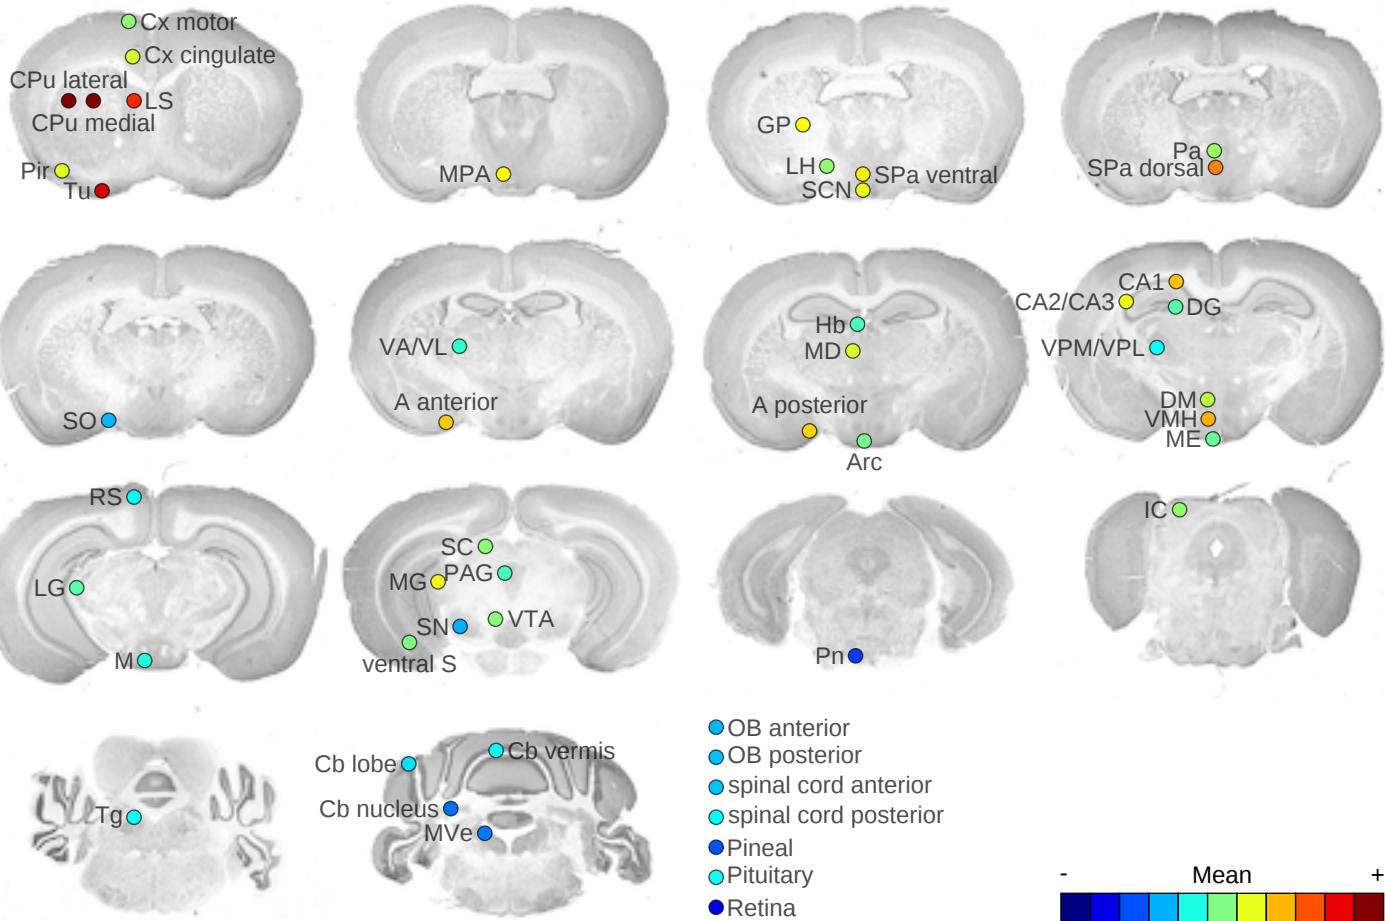 Cx motor
Cx cingulate
CPu lateral
LS
CPu medial
Pir
Tu
MPA
GP
LH
SPa ventral
SCN
Pa
SPa dorsal
SO
VA/VL
A anterior
Hb
MD
A posterior
Arc
CA1
CA2/CA3
DG
VPM/VPL
DM
VMH
ME
RS
LG
M
SC
MG
PAG
SN
VTA
ventral S
Pn
IC
Tg
Cb lobe
Cb vermis
Cb nucleus
MVe
OB anterior
OB posterior
spinal cord anterior
spinal cord posterior
Pineal
Pituitary
Retina
- Mean +